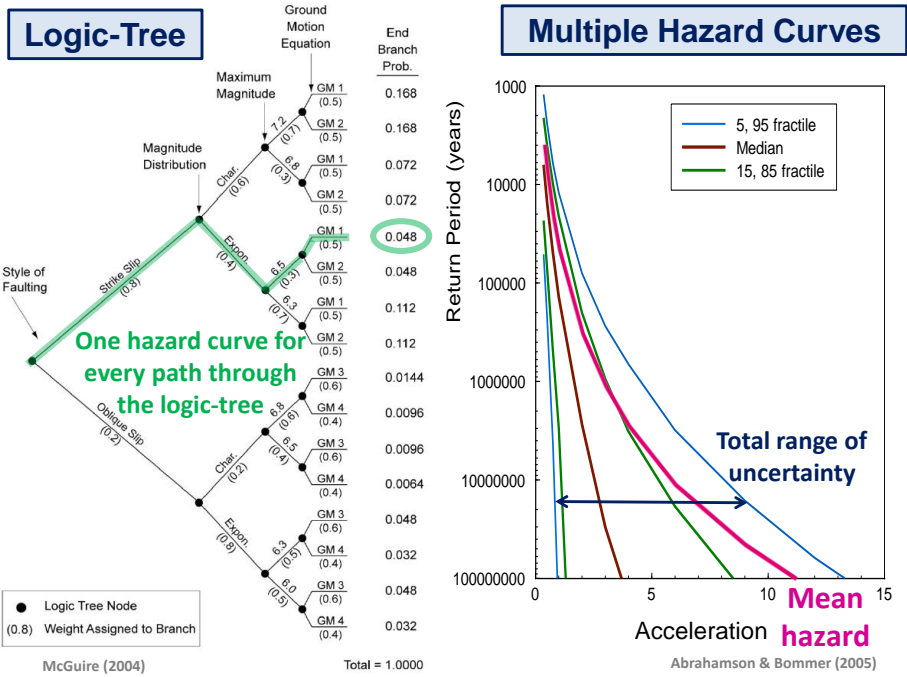 Logic-Tree
Ground
Motion
Equation
End
Branch
Prob.
Maximum
Magnitude
Magnitude
Distribution
Style of
Faulting
Strike Slip
(0.8)
Oblique Slip
(0.2)
Char.
(0.6)
Expon.
(0.4)
7.2
(0.7)
6.8
(0.3)
6.5
(0.3)
6.3
(0.7)
Char.
(0.2)
Expon.
(0.8)
6.8
(0.6)
6.5
(0.4)
6.3
(0.5)
6.0
(0.5)
GM 1
(0.5)
0.168
GM 2
(0.5)
0.168
GM 1
(0.5)
0.072
GM 2
(0.5)
0.072
GM 1
(0.5)
0.048
GM 2
(0.5)
0.048
GM 1
(0.5)
0.112
GM 2
(0.5)
0.112
GM 3
(0.6)
0.0144
GM 4
(0.4)
0.0096
GM 3
(0.6)
0.0096
GM 4
(0.4)
0.0064
GM 3
(0.6)
0.048
GM 4
(0.4)
0.032
GM 3
(0.6)
0.048
GM 4
(0.4)
0.032
One hazard curve for
every path through
the logic-tree
Logic Tree Node
(0.8) Weight Assigned to Branch
McGuire (2004)
Total = 1.0000
Multiple Hazard Curves
Return Period (years)
1000
10000
100000
1000000
10000000
100000000
5, 95 fractile
Median
15, 85 fractile
Total range of
uncertainty
0
5
10
15
Acceleration
Mean
hazard
Abrahamson & Bommer (2005)